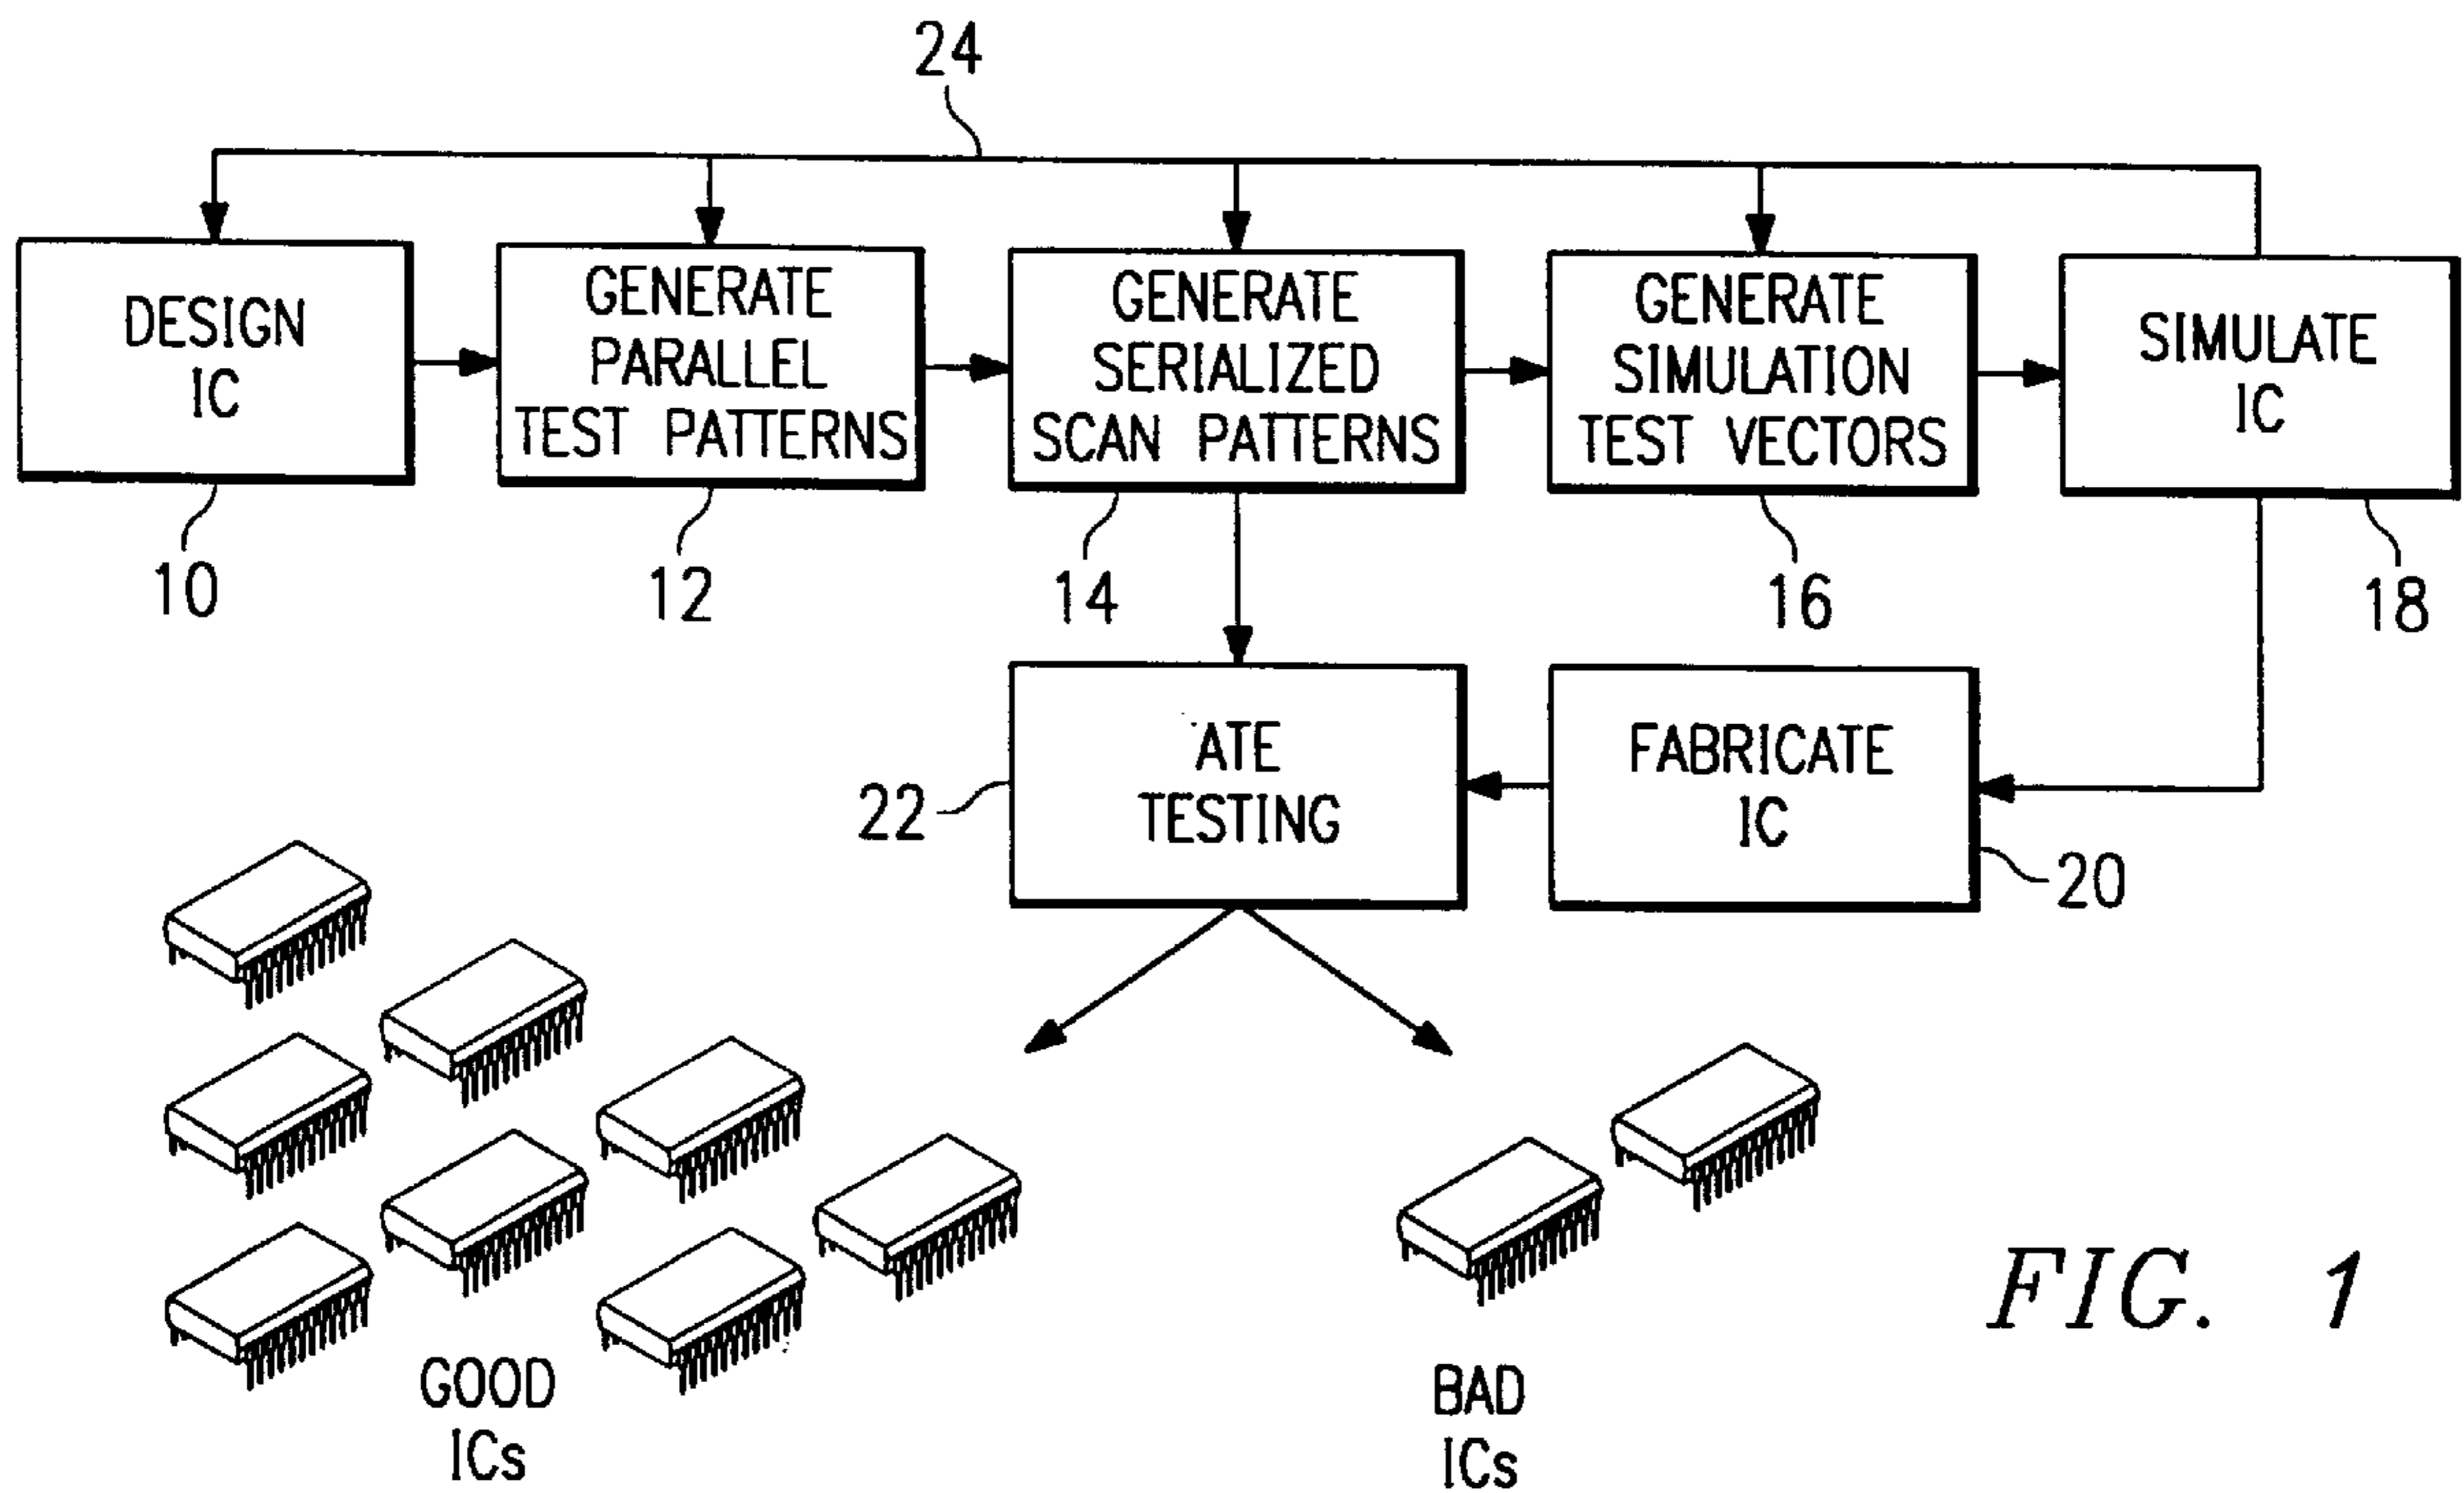 24
DESIGN
IC
GENERATE
PARALLEL
TEST PATTERNS
GENERATE
SERIALIZED
SCAN PATTERNS
GENERATE
SIMULATION
TEST VECTORS
SIMULATE
IC
10
12
14
16
18
ATE
TESTING
FABRICATE
IC
22
20
GOOD
ICs
BAD
ICs
FIG. 1